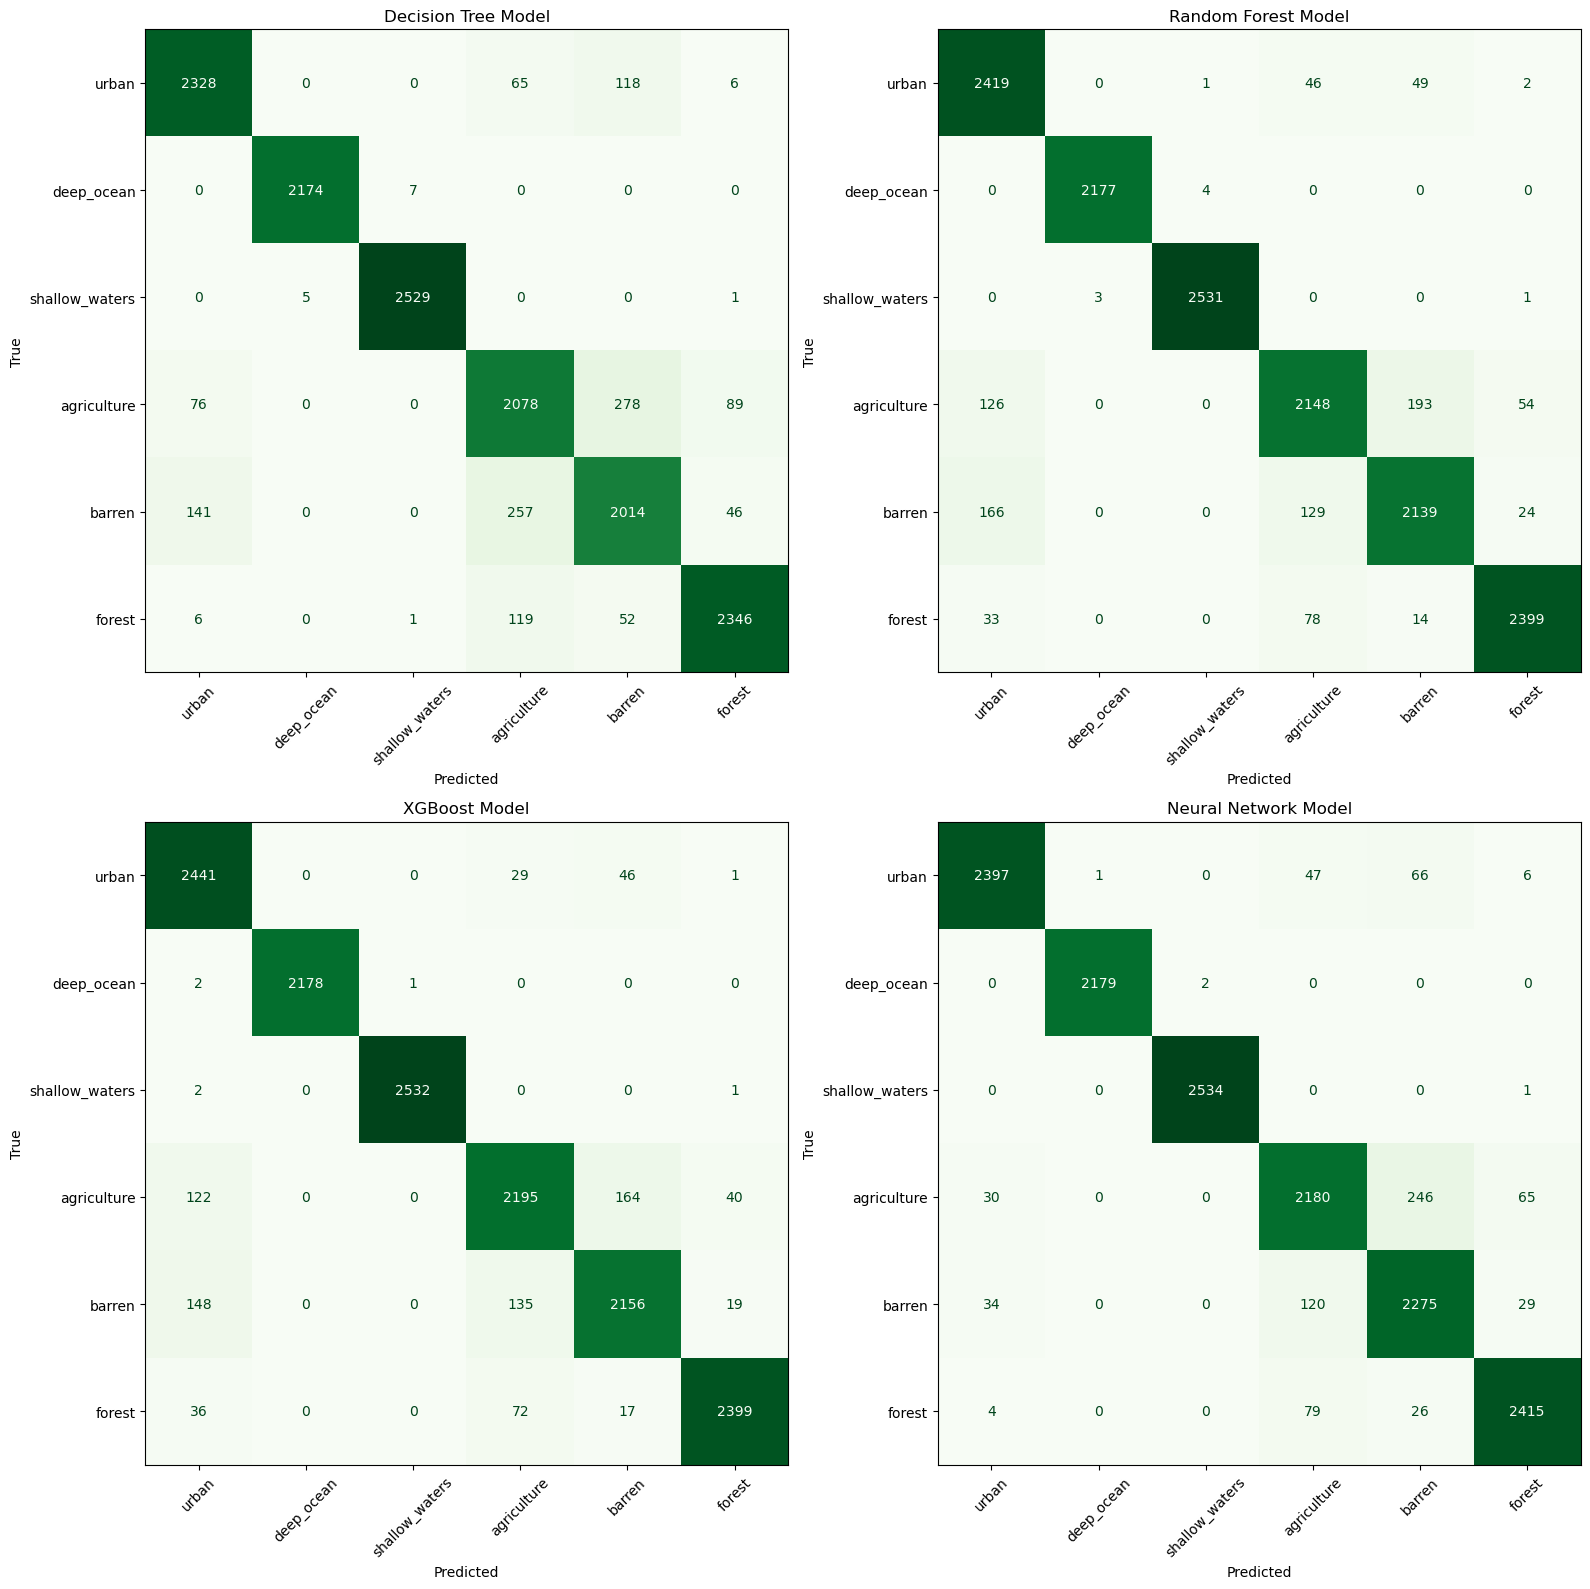 Decision Tree Model
True
urban 2328 0 0 65 118 6
deep_ocean 0 2174 7 0 0 0
shallow_waters 0 5 2529 0 0 1
agriculture 76 0 0 2078 278 89
barren 141 0 0 257 2014 46
forest 6 0 1 119 52 2346
urban deep_ocean shallow_waters agriculture barren forest
Predicted
Random Forest Model
True
urban 2419 0 1 46 49 2
deep_ocean 0 2177 4 0 0 0
shallow_waters 0 3 2531 0 0 1
agriculture 126 0 0 2148 193 54
barren 166 0 0 129 2139 24
forest 33 0 0 78 14 2399
urban deep_ocean shallow_waters agriculture barren forest
Predicted
XGBoost Model
True
urban 2441 0 0 29 46 1
deep_ocean 2 2178 1 0 0 0
shallow_waters 2 0 2532 0 0 1
agriculture 122 0 0 2195 164 40
barren 148 0 0 135 2156 19
forest 36 0 0 72 17 2399
urban deep_ocean shallow_waters agriculture barren forest
Predicted
Neural Network Model
True
urban 2397 1 0 47 66 6
deep_ocean 0 2179 2 0 0 0
shallow_waters 0 0 2534 0 0 1
agriculture 30 0 0 2180 246 65
barren 34 0 0 120 2275 29
forest 4 0 0 79 26 2415
urban deep_ocean shallow_waters agriculture barren forest
Predicted